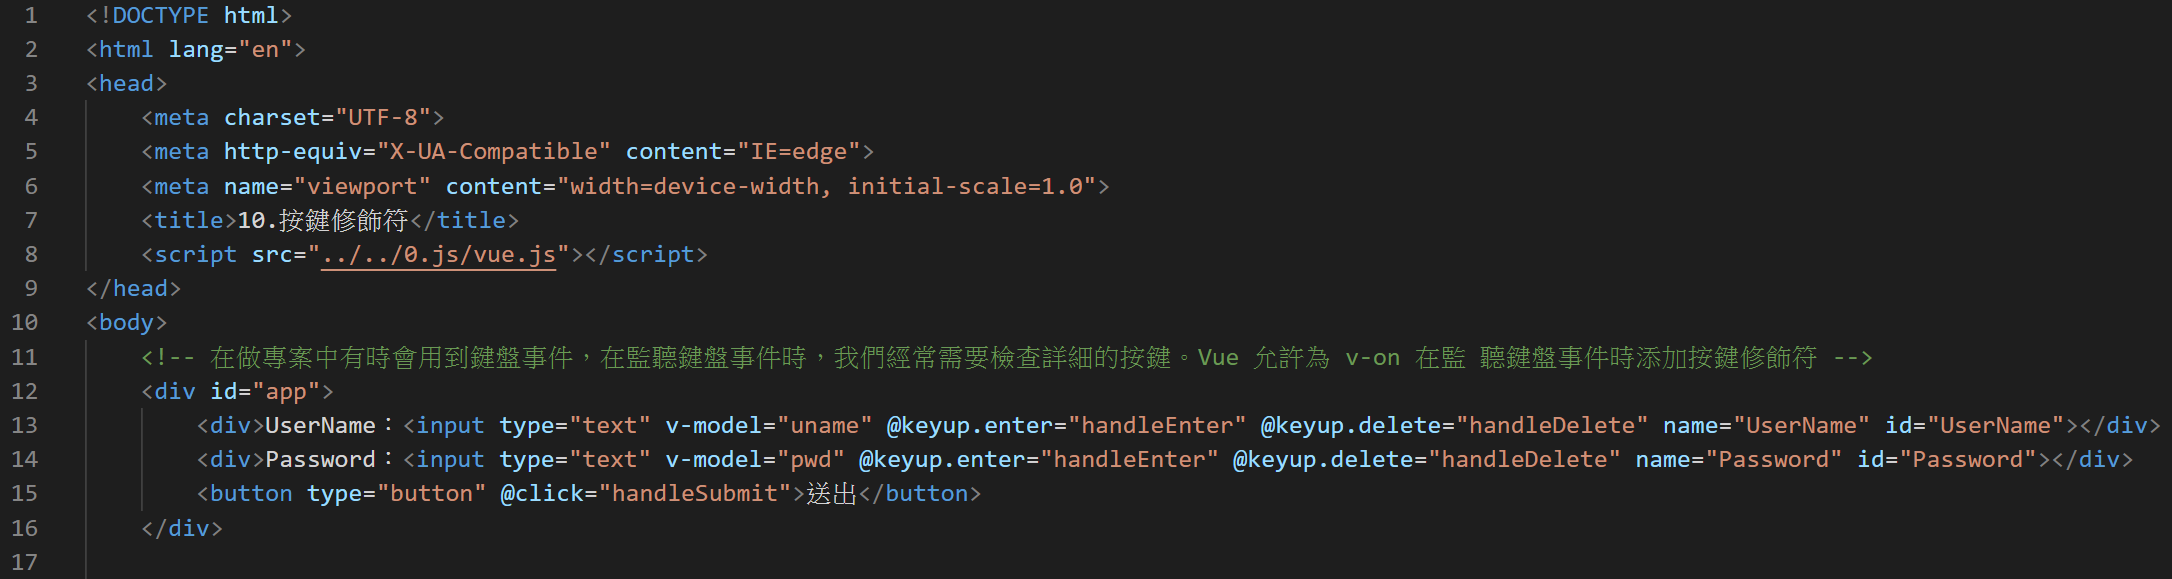 1 <!DOCTYPE html>
2 <html lang="en">
3 <head>
4     <meta charset="UTF-8">
5     <meta http-equiv="X-UA-Compatible" content="IE=edge">
6     <meta name="viewport" content="width=device-width, initial-scale=1.0">
7     <title>10.按鍵修飾符</title>
8     <script src="../../0.js/vue.js"></script>
9 </head>
10 <body>
11     <!-- 在做專案中有時會用到鍵盤事件，在監聽鍵盤事件時，我們經常需要檢查詳細的按鍵。Vue 允許為 v-on 在監 聽鍵盤事件時添加按鍵修飾符 -->
12     <div id="app">
13         <div>UserName：<input type="text" v-model="uname" @keyup.enter="handleEnter" @keyup.delete="handleDelete" name="UserName" id="UserName"></div>
14         <div>Password：<input type="text" v-model="pwd" @keyup.enter="handleEnter" @keyup.delete="handleDelete" name="Password" id="Password"></div>
15         <button type="button" @click="handleSubmit">送出</button>
16     </div>
17